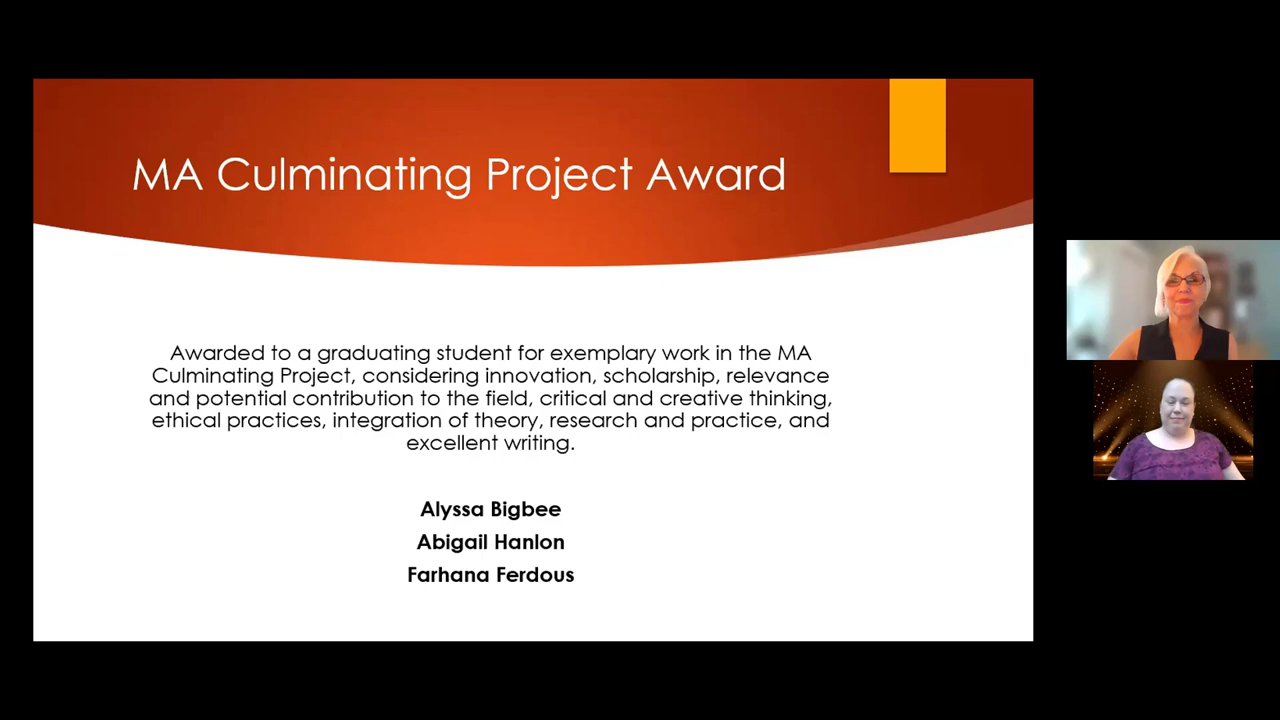 MA Culminating Project Award
Awarded to a graduating student for exemplary work in the MA
Culminating Project, considering innovation, scholarship, relevance
and potential contribution to the field, critical and creative thinking,
ethical practices, integration of theory, research and practice, and
excellent writing.
Alyssa Bigbee
Abigail Hanlon
Farhana Ferdous